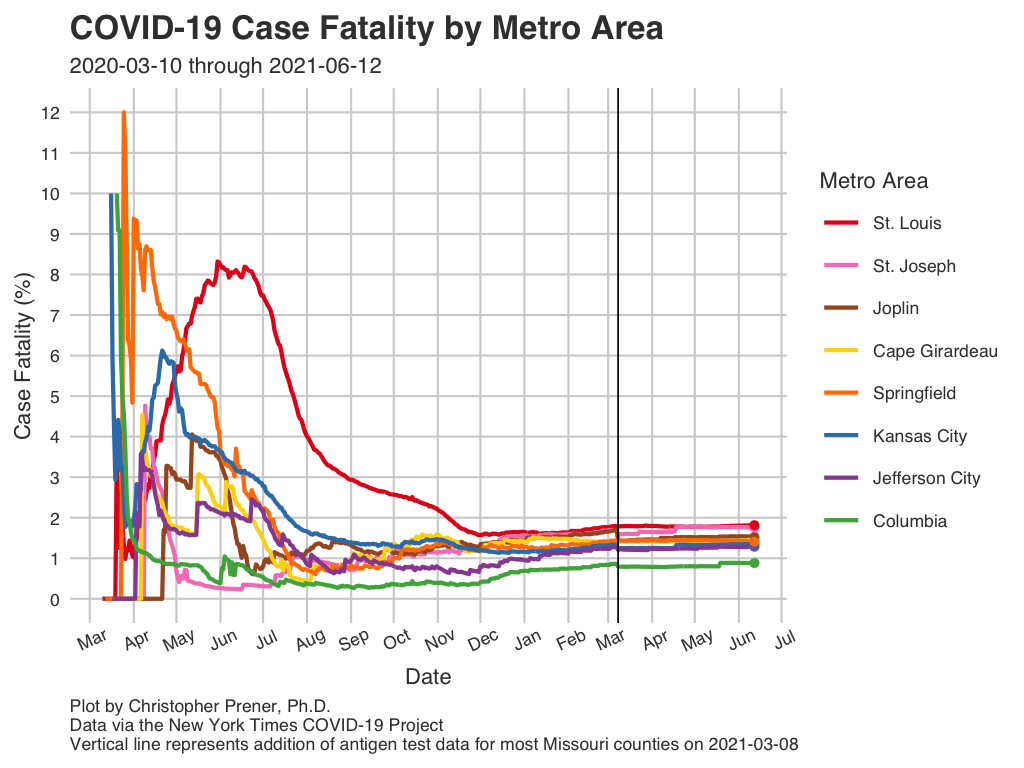 COVID-19 Case Fatality by Metro Area
2020-03-10 through 2021-06-12
Case Fatality (%)
12
11
10
9
8
7
6
5
4
3
2
1
0
Mar Apr May Jun Jul Aug Sep Oct Nov Dec Jan Feb Mar Apr May Jun Jul
Date
Metro Area
St. Louis
St. Joseph
Joplin
Cape Girardeau
Springfield
Kansas City
Jefferson City
Columbia
Plot by Christopher Prener, Ph.D.
Data via the New York Times COVID-19 Project
Vertical line represents addition of antigen test data for most Missouri counties on 2021-03-08